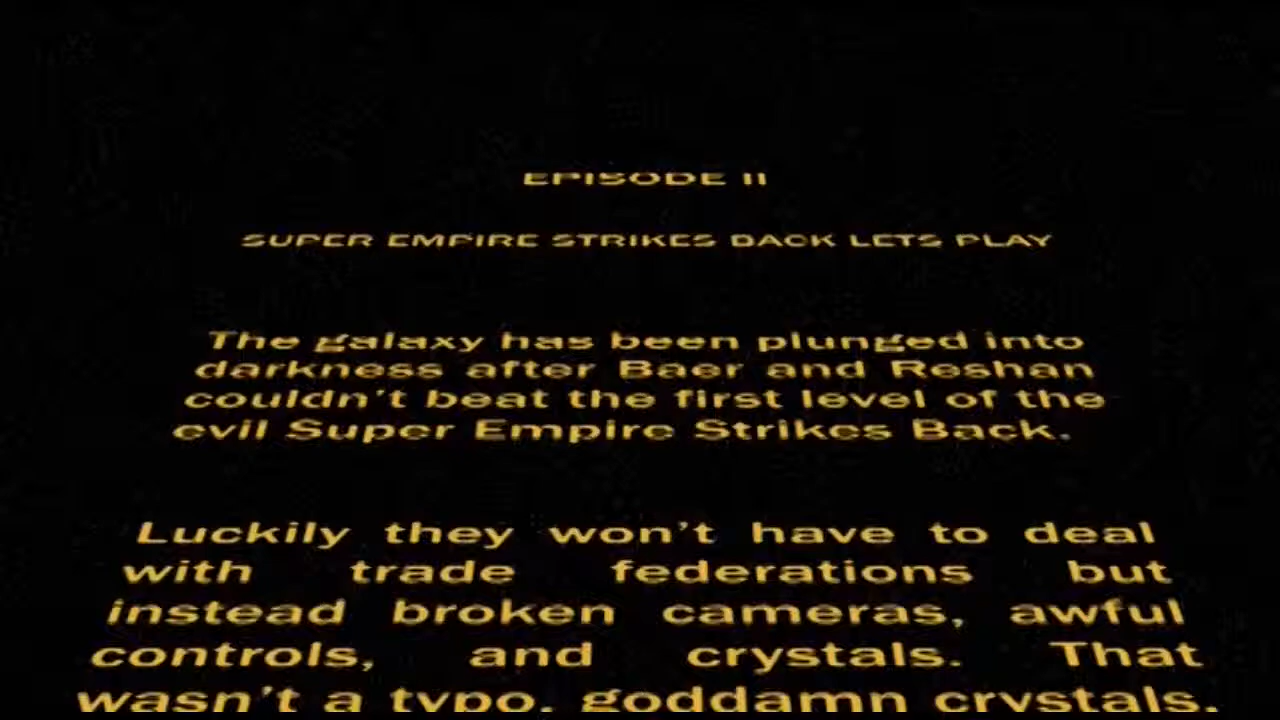 EPISODE II
SUPER EMPIRE STRIKES BACK LETS PLAY
The galaxy has been plunged into
darkness after Baer and Reshan
couldn't beat the first level of the
evil Super Empire Strikes Back.
Luckily they won't have to deal
with trade federations but
instead broken cameras, awful
controls, and crystals. That
wasn't a typo, goddamn crystals.